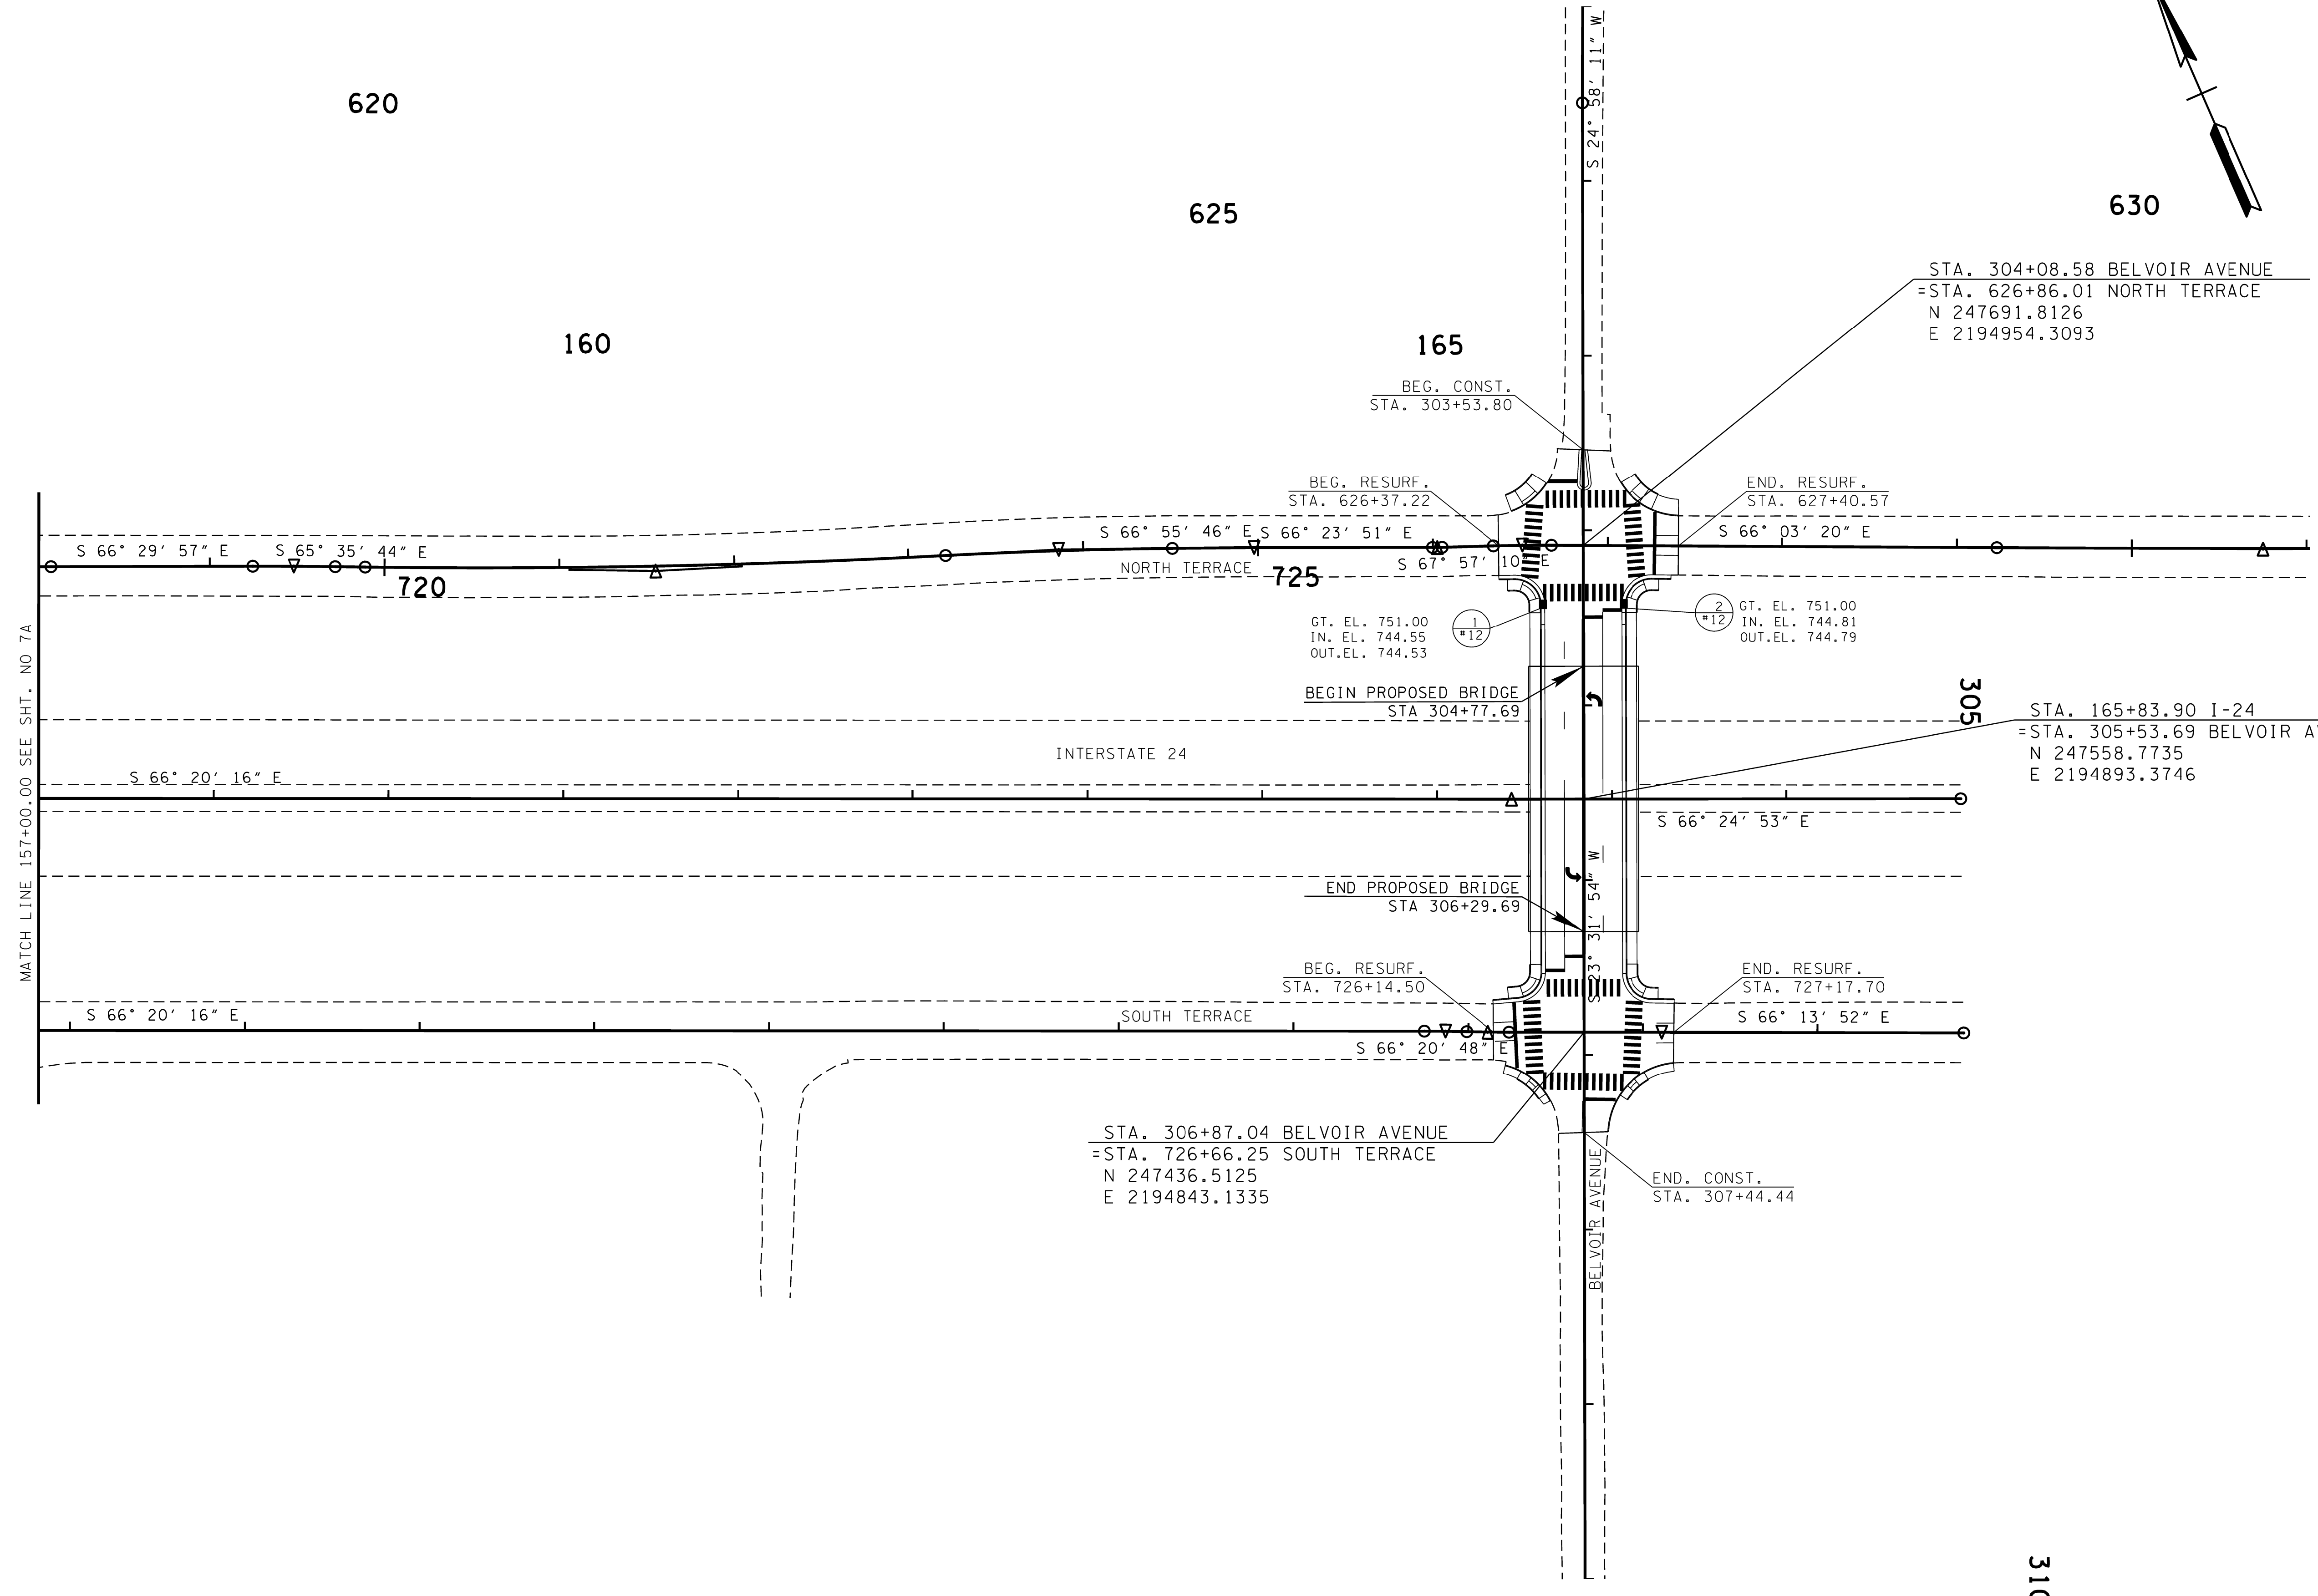 S 24° 58' 11" W
620
625
630
160
165
STA. 304+08.58 BELVOIR AVENUE
=STA. 626+86.01 NORTH TERRACE
N 247691.8126
E 2194954.3093
BEG. CONST.
STA. 303+53.80
BEG. RESURF.
STA. 626+37.22
END. RESURF.
STA. 627+40.57
S 66° 29' 57" E
S 65° 35' 44" E
S 66° 55' 46" E
S 66° 23' 51" E
S 66° 03' 20" E
S 67° 57' 10" E
NORTH TERRACE
720
725
GT. EL. 751.00
IN. EL. 744.55
OUT.EL. 744.53
1
#12
2
#12
GT. EL. 751.00
IN. EL. 744.81
OUT.EL. 744.79
MATCH LINE 157+00.00 SEE SHT. NO 7A
BEGIN PROPOSED BRIDGE
STA 304+77.69
305
STA. 165+83.90 I-24
=STA. 305+53.69 BELVOIR A
N 247558.7735
E 2194893.3746
INTERSTATE 24
S 66° 20' 16" E
S 66° 24' 53" E
END PROPOSED BRIDGE
STA 306+29.69
S 23° 31' 54" W
BEG. RESURF.
STA. 726+14.50
END. RESURF.
STA. 727+17.70
S 66° 20' 16" E
SOUTH TERRACE
S 66° 13' 52" E
S 66° 20' 48" E
STA. 306+87.04 BELVOIR AVENUE
=STA. 726+66.25 SOUTH TERRACE
N 247436.5125
E 2194843.1335
BELVOIR AVENUE
END. CONST.
STA. 307+44.44
310